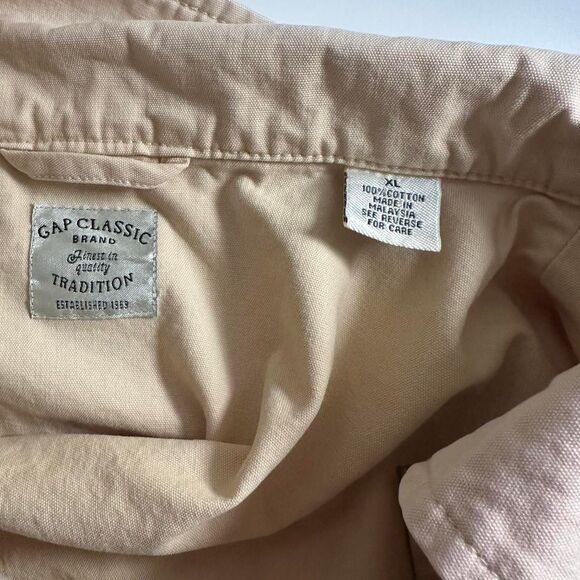 GAP CLASSIC
BRAND
Finest in
quality
TRADITION
ESTABLISHED 1969
XL
100% COTTON
MADE IN
MALAYSIA
SEE REVERSE
FOR CARE